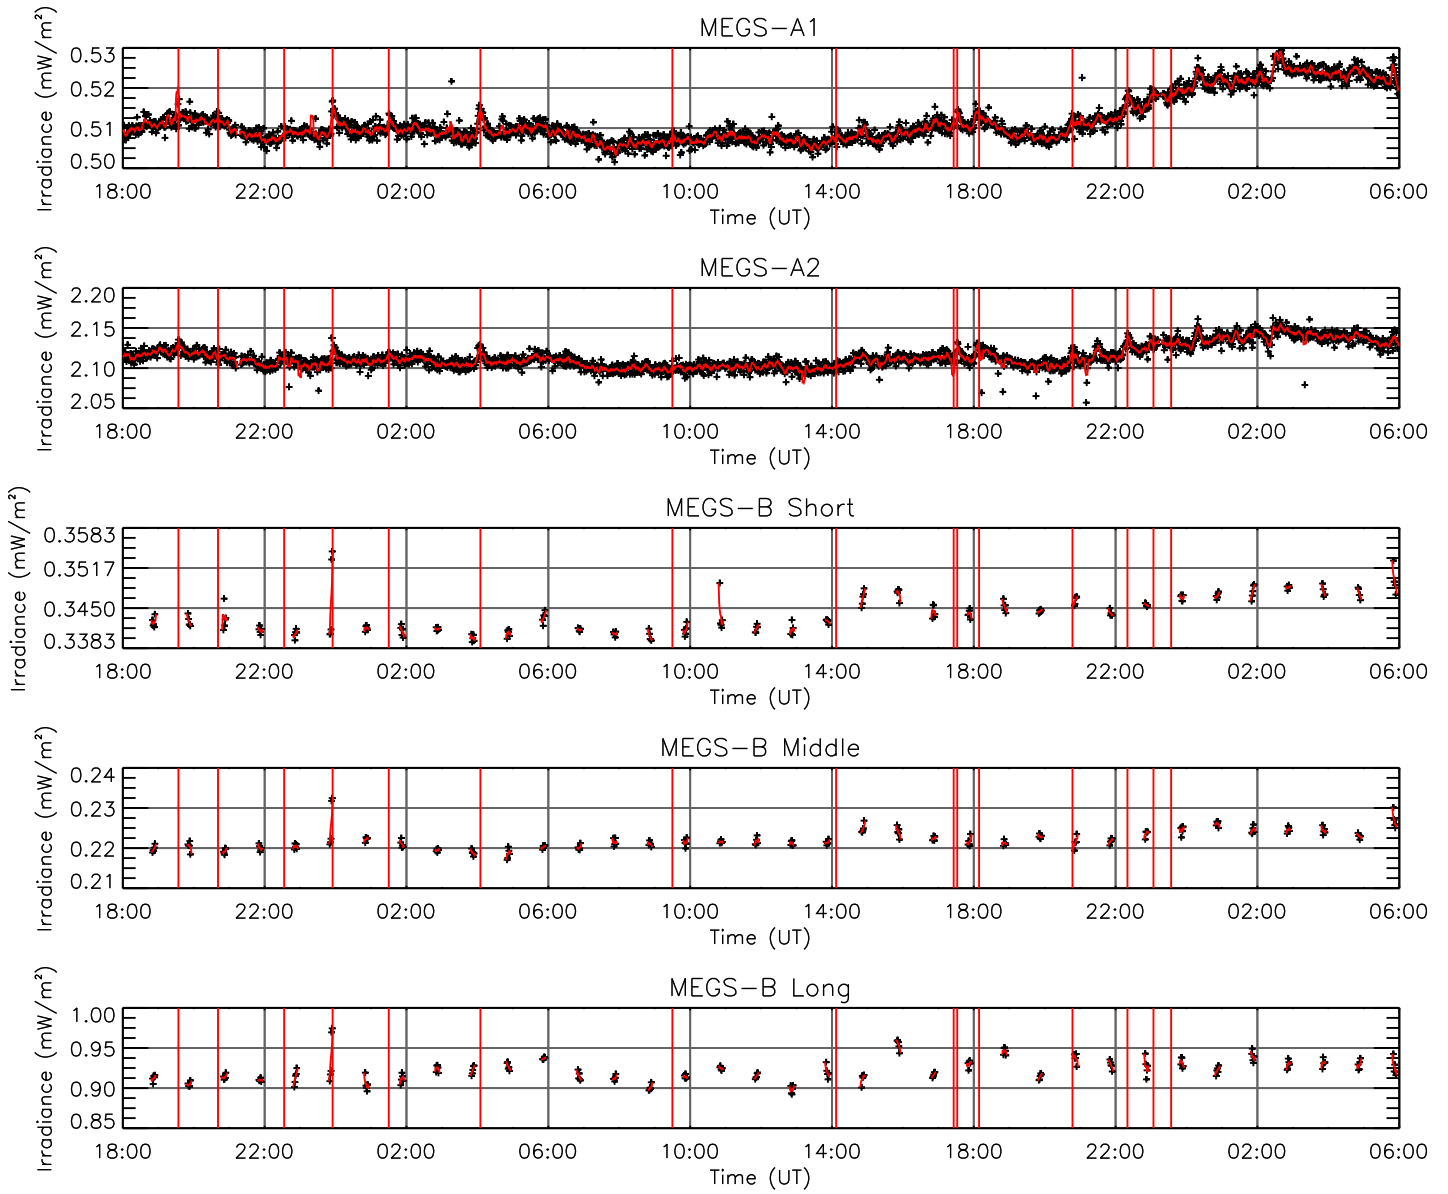 MEGS-A1
Irradiance (mW/m²)
0.53
0.52
0.51
0.50
18:00 22:00 02:00 06:00 10:00 14:00 18:00 22:00 02:00 06:00
Time (UT)
MEGS-A2
Irradiance (mW/m²)
2.20
2.15
2.10
2.05
18:00 22:00 02:00 06:00 10:00 14:00 18:00 22:00 02:00 06:00
Time (UT)
MEGS-B Short
Irradiance (mW/m²)
0.3583
0.3517
0.3450
0.3383
18:00 22:00 02:00 06:00 10:00 14:00 18:00 22:00 02:00 06:00
Time (UT)
MEGS-B Middle
Irradiance (mW/m²)
0.24
0.23
0.22
0.21
18:00 22:00 02:00 06:00 10:00 14:00 18:00 22:00 02:00 06:00
Time (UT)
MEGS-B Long
Irradiance (mW/m²)
1.00
0.95
0.90
0.85
18:00 22:00 02:00 06:00 10:00 14:00 18:00 22:00 02:00 06:00
Time (UT)